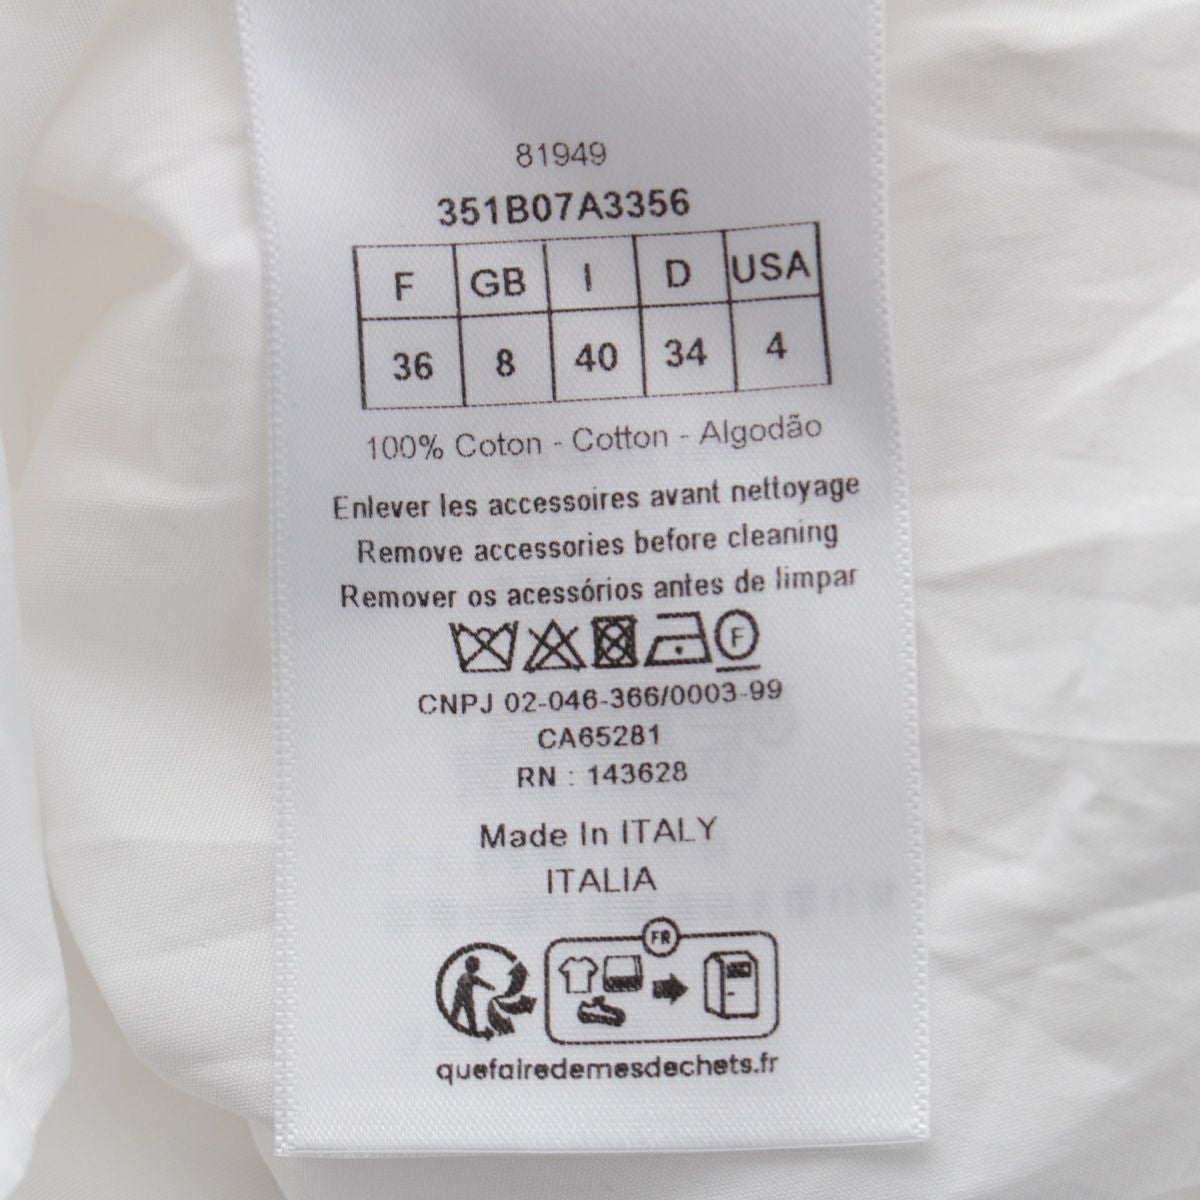 81949
351B07A3356
F GB I D USA
36 8 40 34 4
100% Coton - Cotton - Algodão
Enlever les accessoires avant nettoyage
Remove accessories before cleaning
Remover os acessórios antes de limpar
F
CNPJ 02-046-366/0003-99
CA65281
RN : 143628
Made In ITALY
ITALIA
FR
quefairedemesdechets.fr